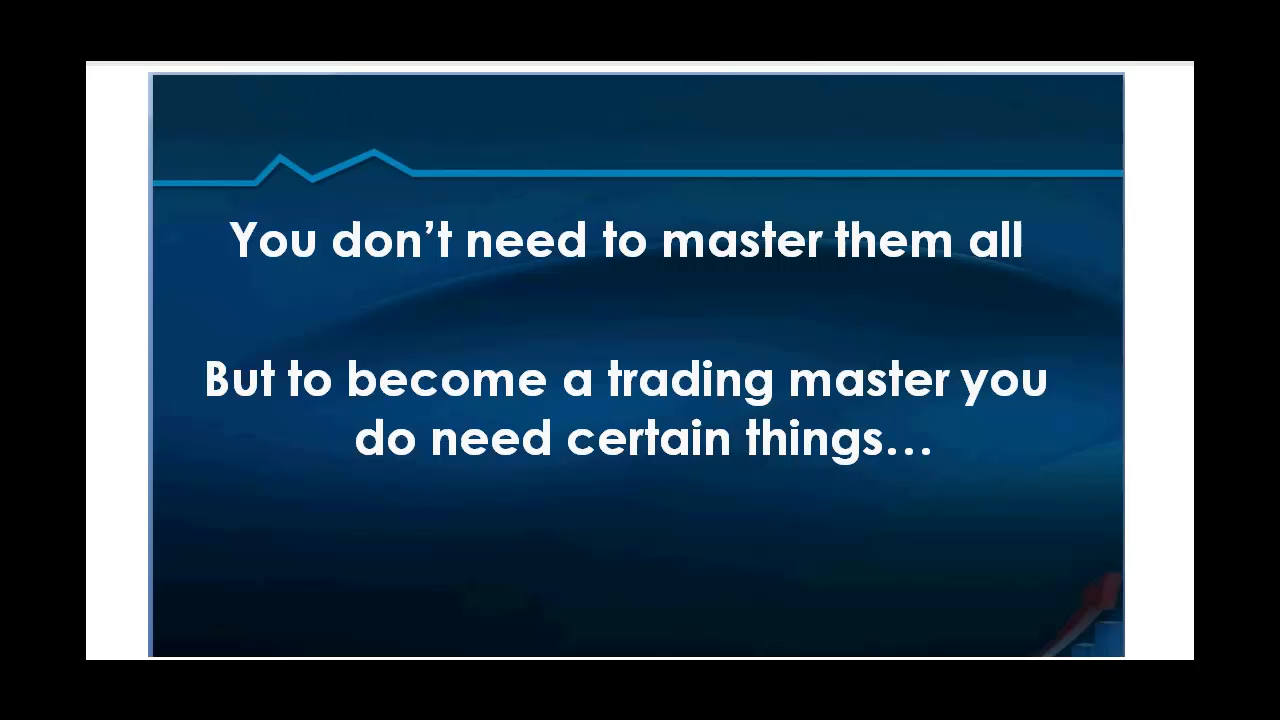 You don’t need to master them all
But to become a trading master you
do need certain things…